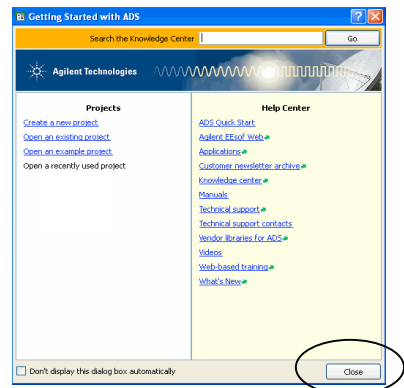 Getting Started with ADS
Search the Knowledge Center
Go
Agilent Technologies
Projects
Create a new project
Open an existing project
Open an example project
Open a recently used project
Help Center
ADS Quick Start
Agilent EEsof Web
Applications
Customer newsletter archive
Knowledge center
Manuals
Technical support
Technical support contacts
Vendor libraries for ADS
Videos
Web-based training
What's New
Don't display this dialog box automatically
Close